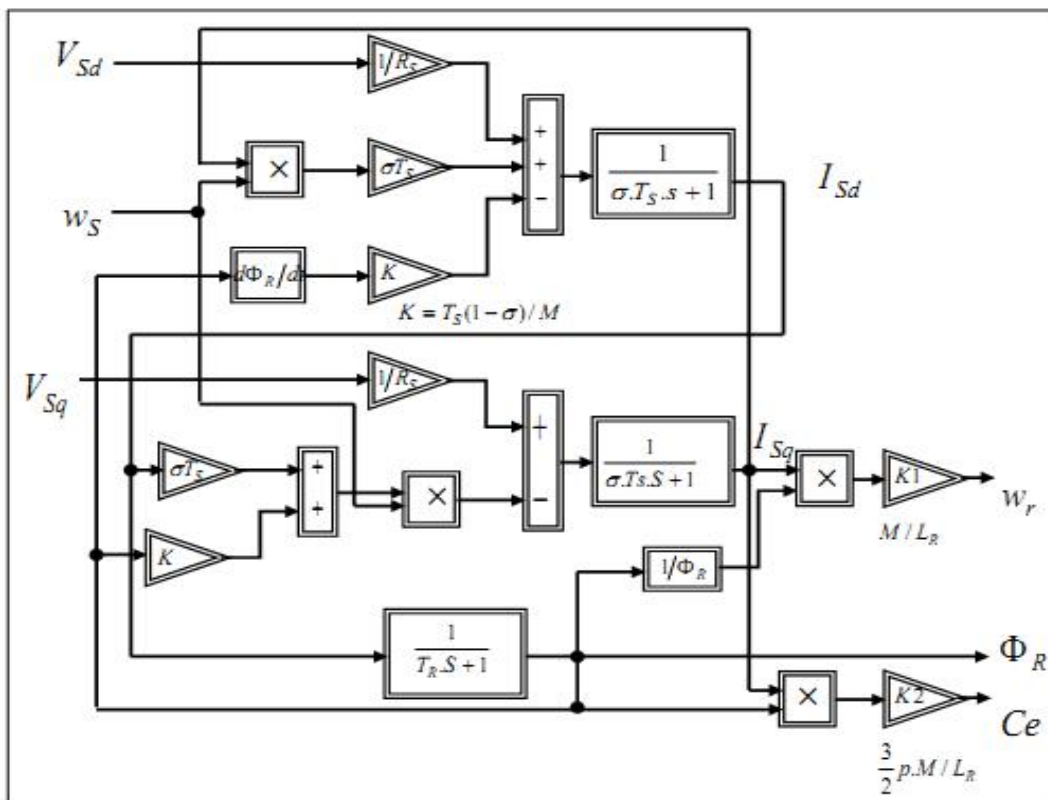 V_Sd
1/R_S
+
+
−
×
σT_S
1
σ.T_S.s + 1
I_Sd
w_S
dΦ_R/d
K
K = T_S(1 − σ) / M
V_Sq
1/R_S
+
−
1
σ.Ts.S + 1
I_Sq
σT_S
+
+
×
×
K1
w_r
M / L_R
K
1/Φ_R
1
T_R.S + 1
Φ_R
×
K2
Ce
3
2 p.M / L_R